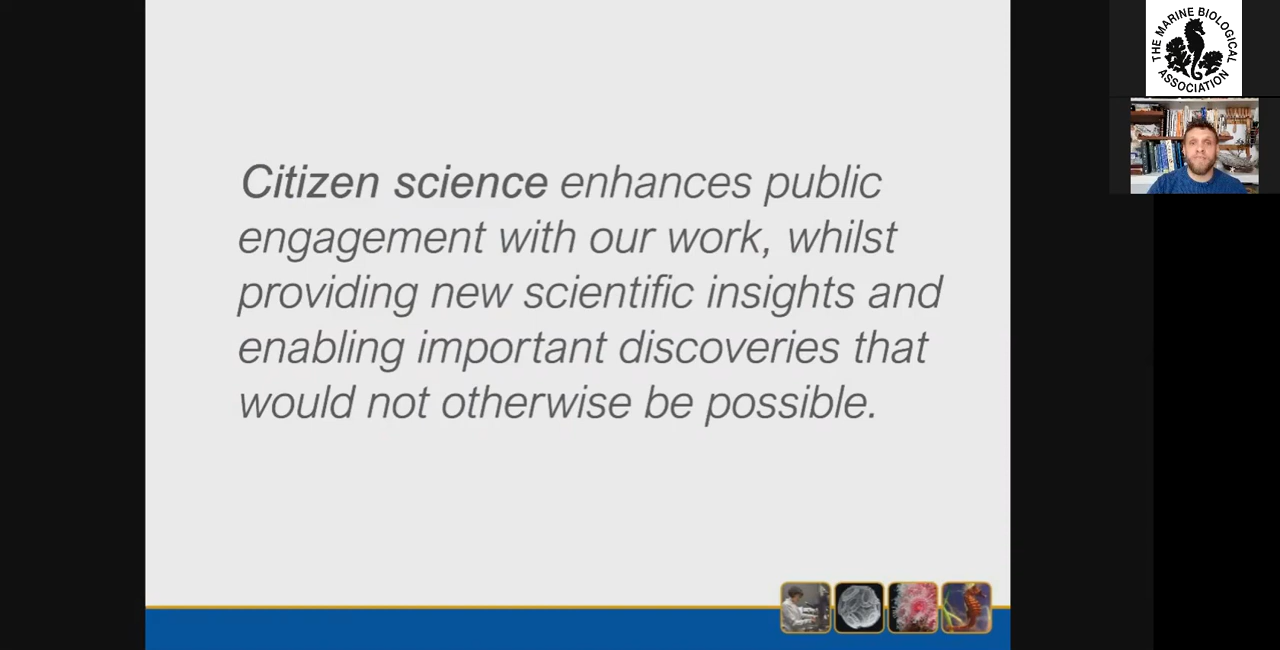 Citizen science enhances public
engagement with our work, whilst
providing new scientific insights and
enabling important discoveries that
would not otherwise be possible.
THE MARINE BIOLOGICAL
ASSOCIATION